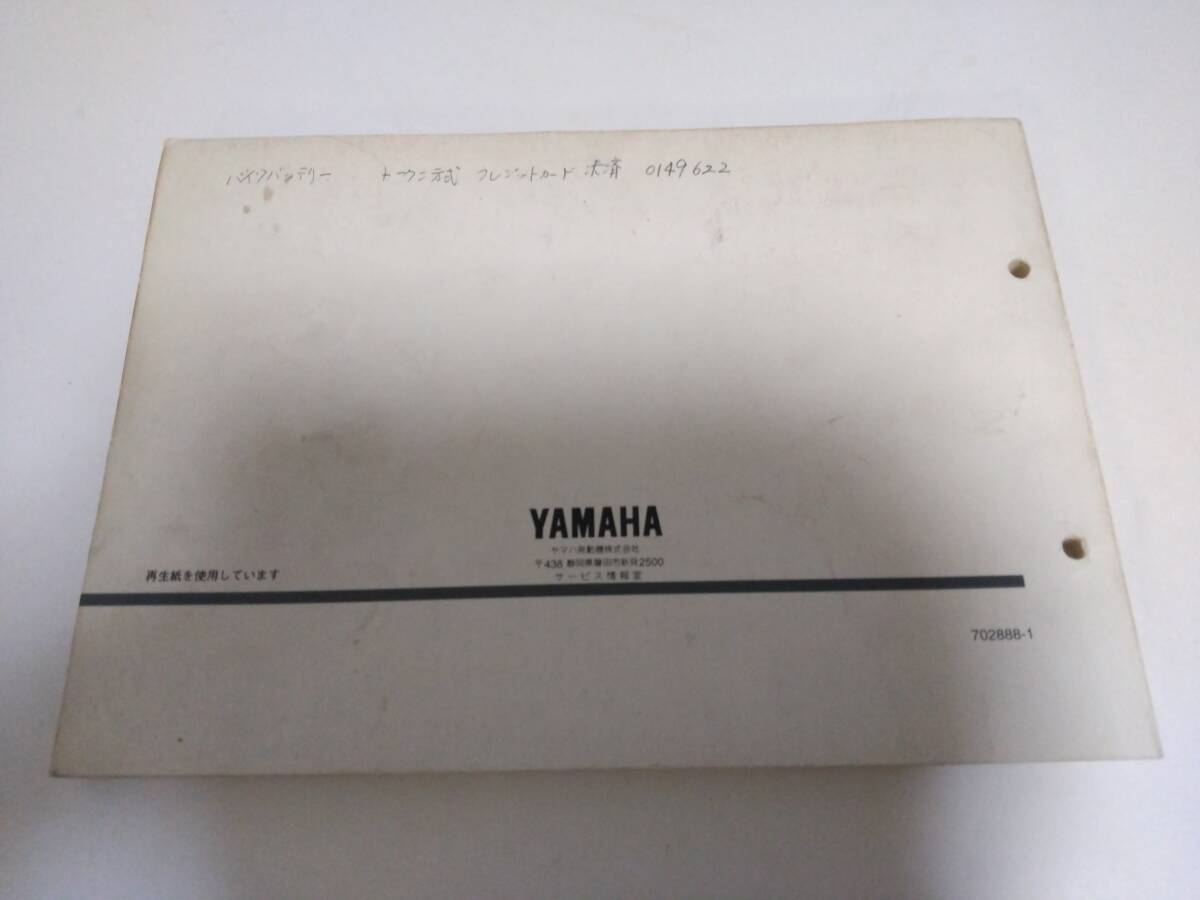 バイクバッテリー トークン方式 クレジットカード 決済 0149622
YAMAHA
ヤマハ発動機株式会社
〒438 静岡県磐田市新貝2500
サービス情報室
再生紙を使用しています
702888-1